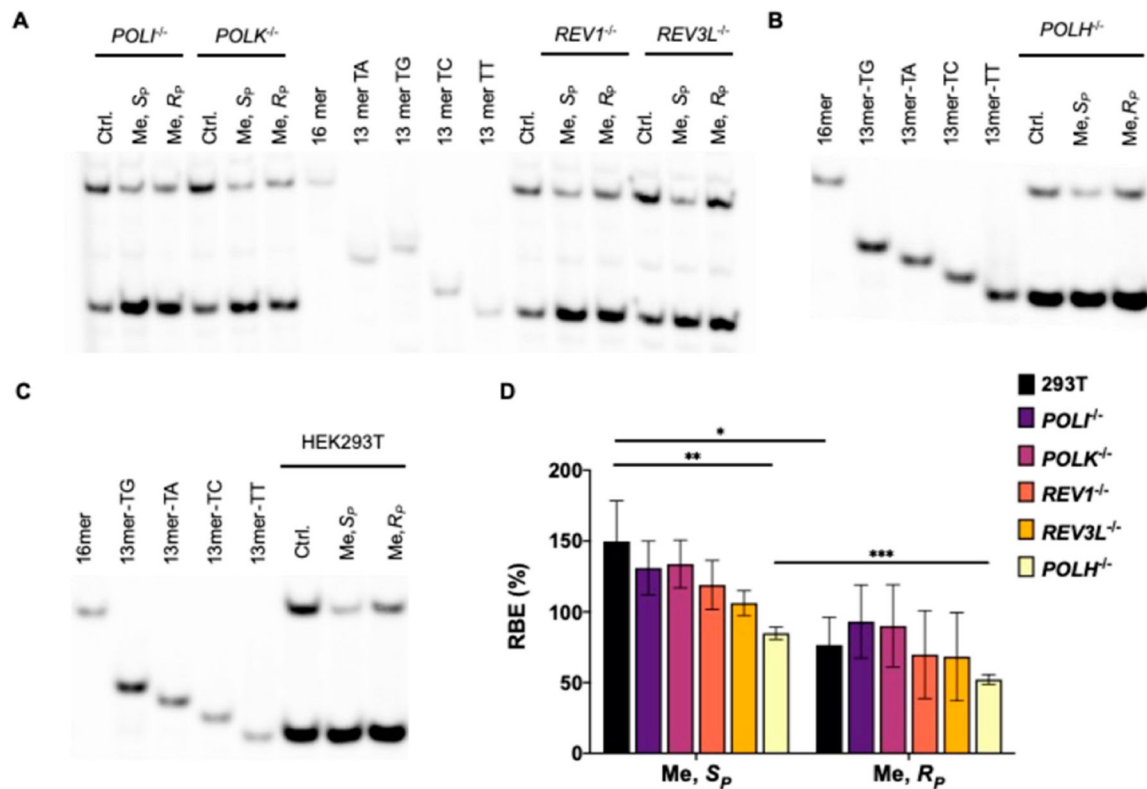 A
POLI-/-
POLK-/-
REV1-/-
REV3L-/-
Ctrl.
Me, SP
Me, RP
Ctrl.
Me, SP
Me, RP
16 mer
13 mer TA
13 mer TG
13 mer TC
13 mer TT
Ctrl.
Me, SP
Me, RP
Ctrl.
Me, SP
Me, RP
B
POLH-/-
16mer
13mer-TG
13mer-TA
13mer-TC
13mer-TT
Ctrl.
Me, SP
Me, RP
C
HEK293T
16mer
13mer-TG
13mer-TA
13mer-TC
13mer-TT
Ctrl.
Me, SP
Me, RP
D
293T
POLI-/-
POLK-/-
REV1-/-
REV3L-/-
POLH-/-
RBE (%)
200
150
100
50
0
*
**
***
Me, SP
Me, RP